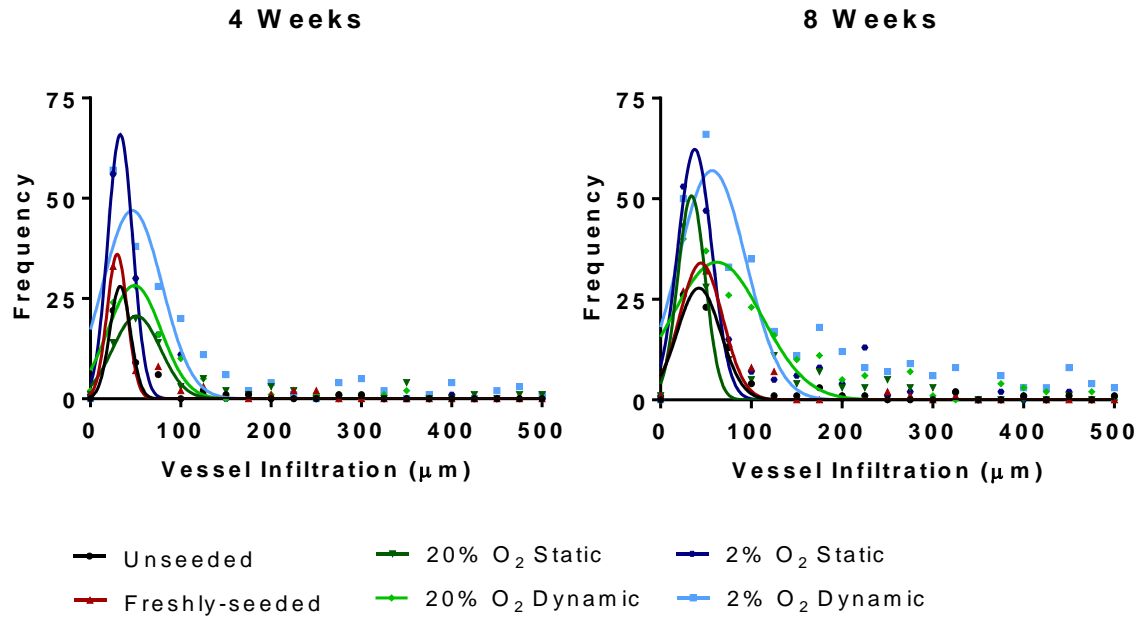 4 Weeks
8 Weeks
75
50
25
0
Frequency
0 100 200 300 400 500
Vessel Infiltration (μm)
75
50
25
0
Frequency
0 100 200 300 400 500
Vessel Infiltration (μm)
Unseeded
20% O₂ Static
2% O₂ Static
Freshly-seeded
20% O₂ Dynamic
2% O₂ Dynamic